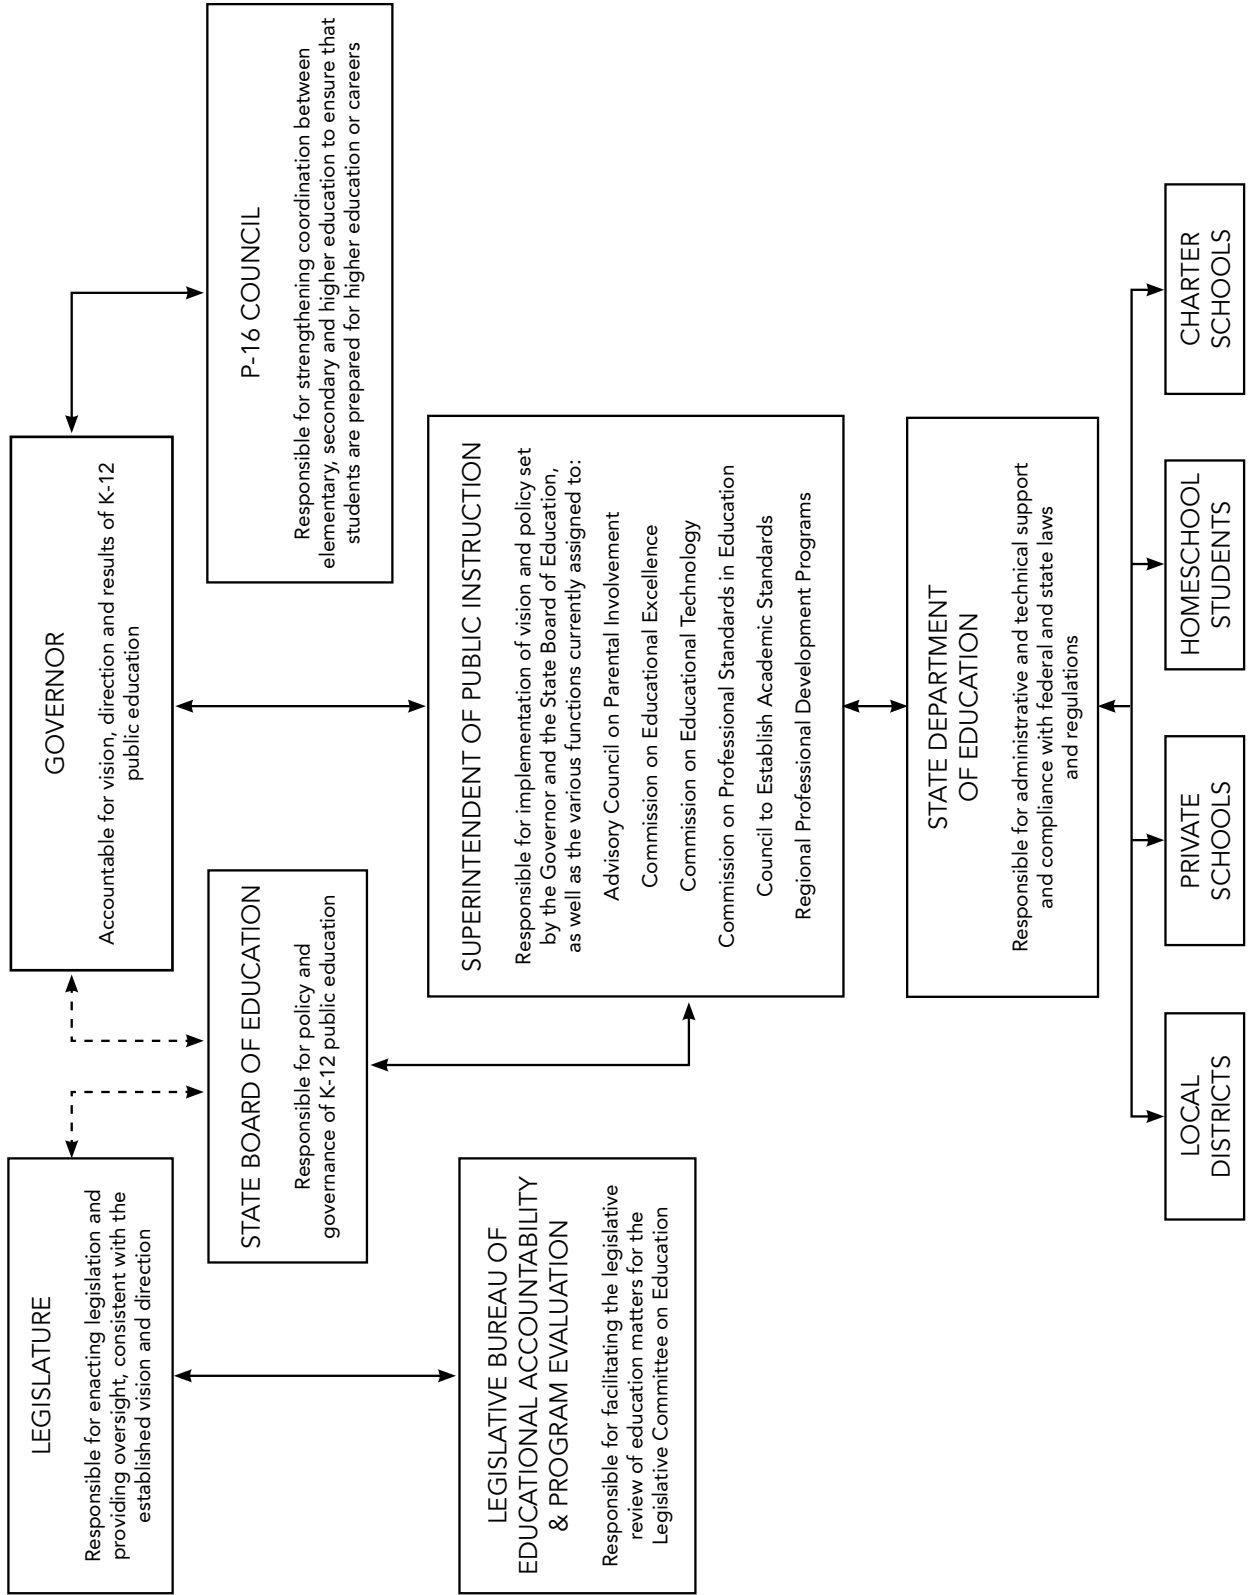 LEGISLATURE
Responsible for enacting legislation and
providing oversight, consistent with the
established vision and direction
GOVERNOR
Accountable for vision, direction and results of K-12
public education
STATE BOARD OF EDUCATION
Responsible for policy and
governance of K-12 public education
P-16 COUNCIL
Responsible for strengthening coordination between
elementary, secondary and higher education to ensure that
students are prepared for higher education or careers
LEGISLATIVE BUREAU OF
EDUCATIONAL ACCOUNTABILITY
& PROGRAM EVALUATION
Responsible for facilitating the legislative
review of education matters for the
Legislative Committee on Education
SUPERINTENDENT OF PUBLIC INSTRUCTION
Responsible for implementation of vision and policy set
by the Governor and the State Board of Education,
as well as the various functions currently assigned to:
Advisory Council on Parental Involvement
Commission on Educational Excellence
Commission on Educational Technology
Commission on Professional Standards in Education
Council to Establish Academic Standards
Regional Professional Development Programs
STATE DEPARTMENT
OF EDUCATION
Responsible for administrative and technical support
and compliance with federal and state laws
and regulations
LOCAL
DISTRICTS
PRIVATE
SCHOOLS
HOMESCHOOL
STUDENTS
CHARTER
SCHOOLS